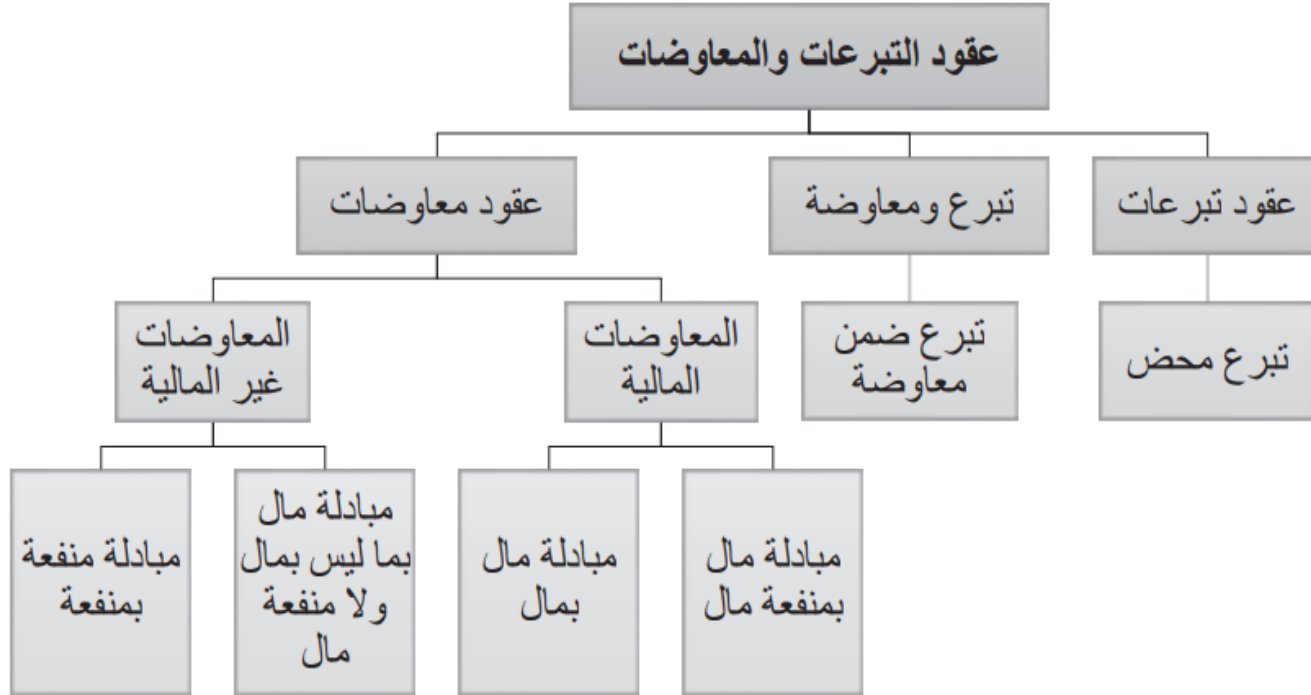 عقود التبرعات والمعاوضات
عقود تبرعات
تبرع ومعاوضة
عقود معاوضات
تبرع محض
تبرع ضمن
معاوضة
المعاوضات
المالية
المعاوضات
غير المالية
مبادلة مال
بمنفعة مال
مبادلة مال
بمال
مبادلة مال
بما ليس بمال
ولا منفعة
مال
مبادلة منفعة
بمنفعة